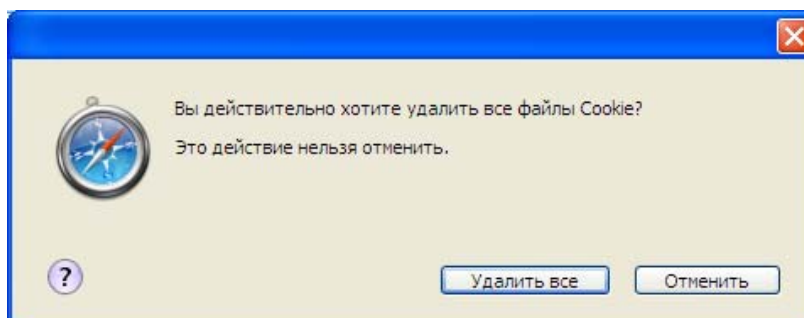 Вы действительно хотите удалить все файлы Cookie?
Это действие нельзя отменить.
?
Удалить все
Отменить